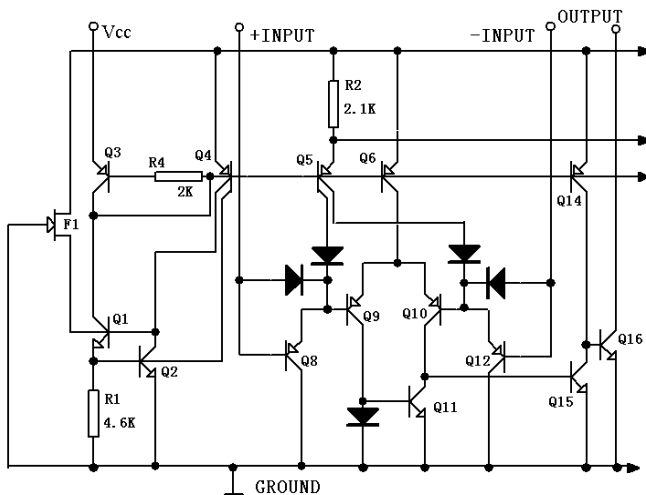 OUTPUT
Vcc
+INPUT
-INPUT
R2
2.1K
Q3
R4
2K
Q4
Q5
Q6
Q14
F1
Q1
Q2
Q8
Q9
Q10
Q12
Q16
Q11
Q15
R1
4.6K
GROUND